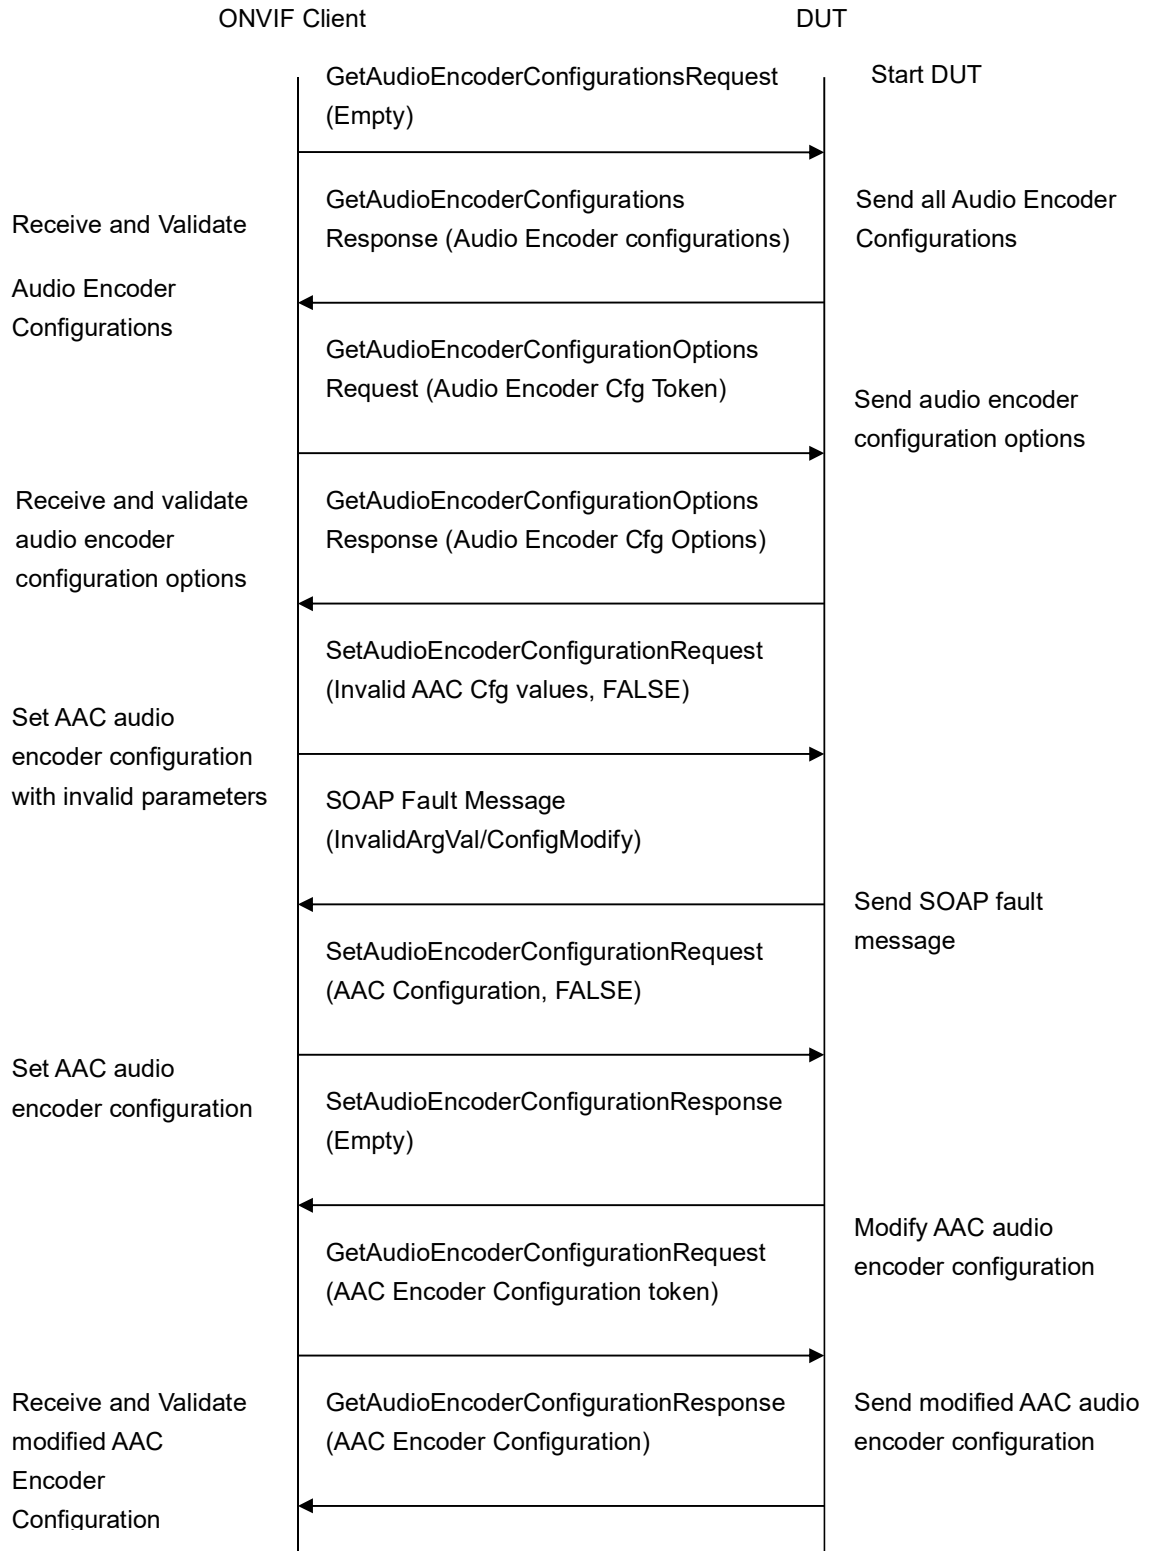 ONVIF Client
DUT
GetAudioEncoderConfigurationsRequest
(Empty)
Start DUT
GetAudioEncoderConfigurations
Response (Audio Encoder configurations)
Send all Audio Encoder
Configurations
Receive and Validate
Audio Encoder
Configurations
GetAudioEncoderConfigurationOptions
Request (Audio Encoder Cfg Token)
Send audio encoder
configuration options
Receive and validate
audio encoder
configuration options
GetAudioEncoderConfigurationOptions
Response (Audio Encoder Cfg Options)
SetAudioEncoderConfigurationRequest
(Invalid AAC Cfg values, FALSE)
Set AAC audio
encoder configuration
with invalid parameters
SOAP Fault Message
(InvalidArgVal/ConfigModify)
Send SOAP fault
message
SetAudioEncoderConfigurationRequest
(AAC Configuration, FALSE)
Set AAC audio
encoder configuration
SetAudioEncoderConfigurationResponse
(Empty)
Modify AAC audio
encoder configuration
GetAudioEncoderConfigurationRequest
(AAC Encoder Configuration token)
Receive and Validate
modified AAC
Encoder
Configuration
GetAudioEncoderConfigurationResponse
(AAC Encoder Configuration)
Send modified AAC audio
encoder configuration